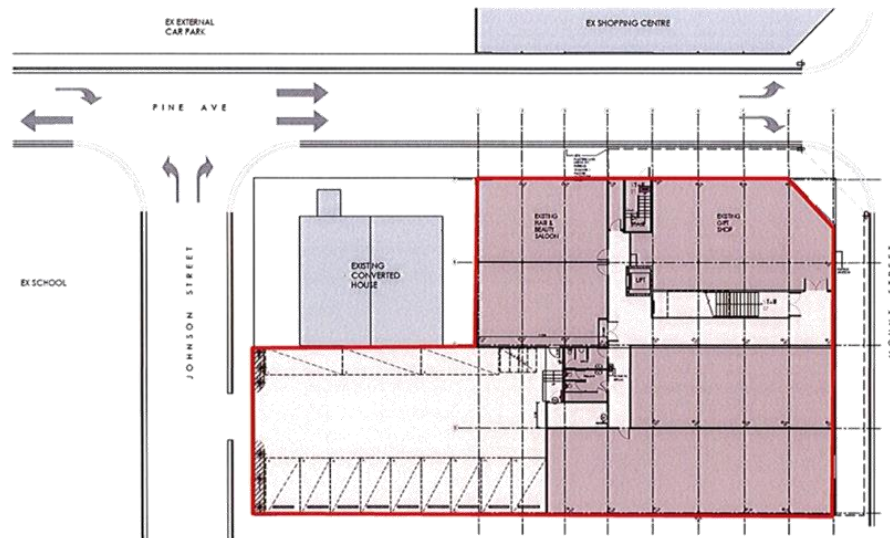 EX EXTERNAL
CAR PARK
EX SHOPPING CENTRE
PINE AVE
EXISTING
HAIR &
BEAUTY
SALOON
EXISTING
GIFT
SHOP
EXISTING
CONVERTED
HOUSE
LIFT
EX SCHOOL
JOHNSON STREET
STREET